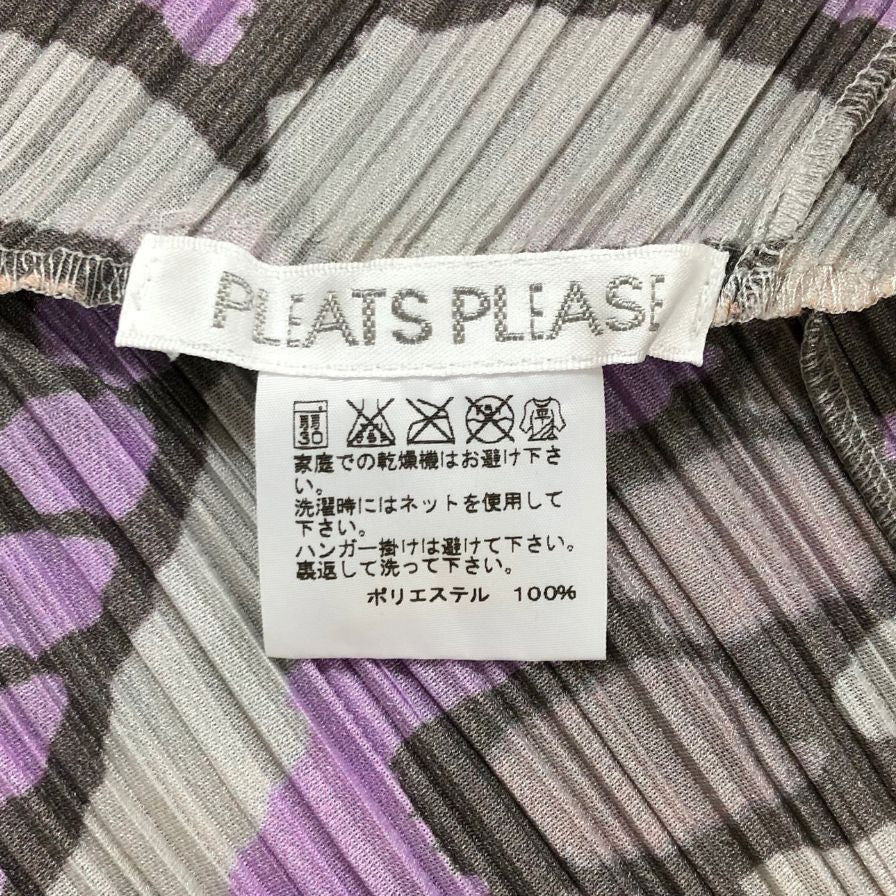 PLEATS PLEASE
弱
30
家庭での乾燥機はお避け下さ
い。
洗濯時にはネットを使用して
下さい。
ハンガー掛けは避けて下さい。
裏返して洗って下さい。
ポリエステル 100%